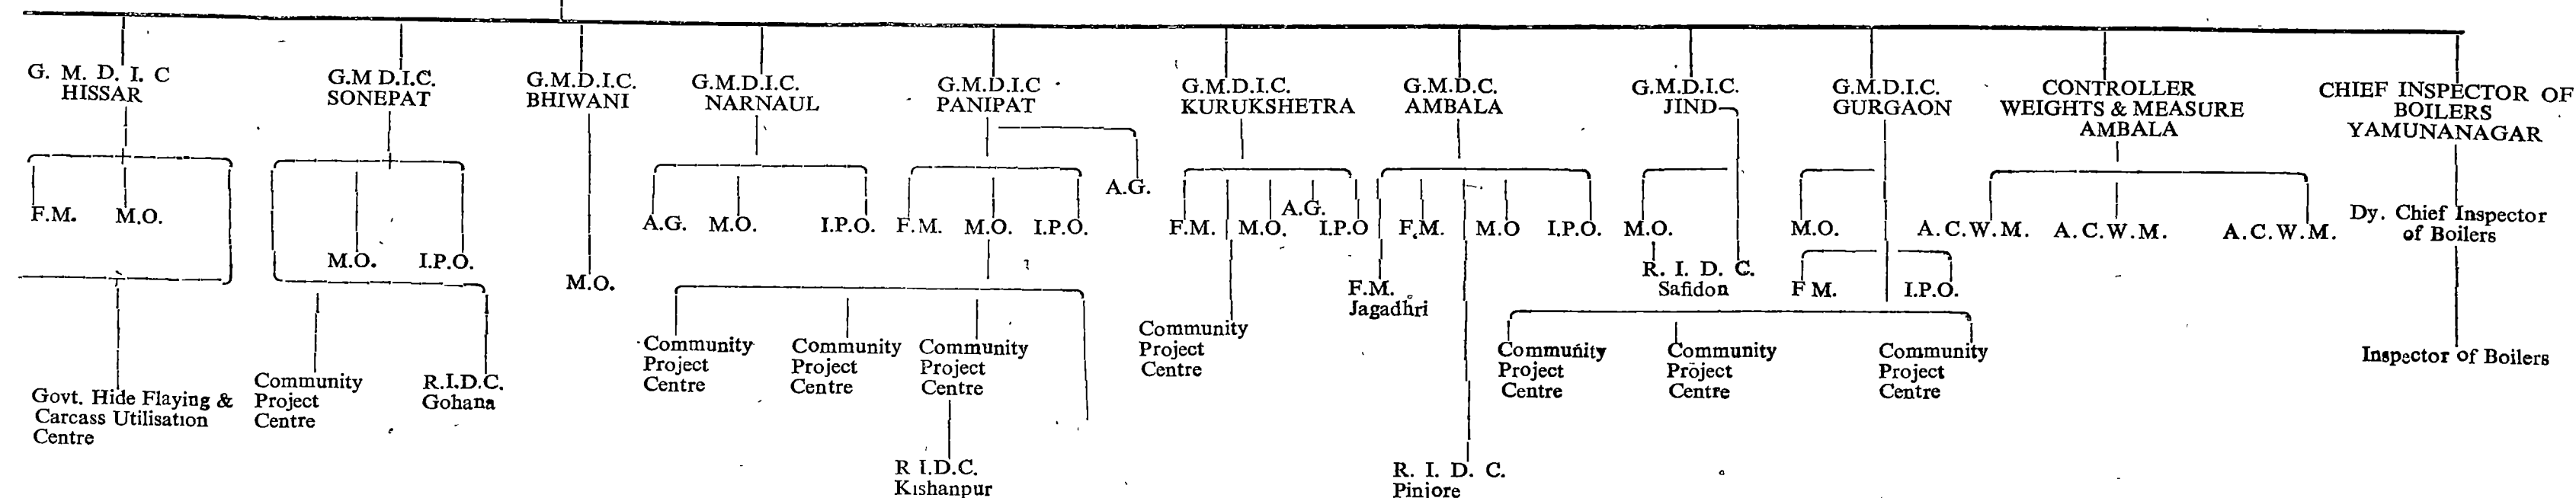 G. M. D. I. C
HISSAR
F.M.
M.O.
Govt. Hide Flaying &
Carcass Utilisation
Centre
G.M D.I.C.
SONEPAT
M.O.
I.P.O.
Community
Project
Centre
R.I.D.C.
Gohana
G.M.D.I.C.
BHIWANI
M.O.
G.M.D.I.C.
NARNAUL
A.G.
M.O.
I.P.O.
G.M.D.I.C
PANIPAT
A.G.
F.M.
M.O.
I.P.O.
Community
Project
Centre
Community
Project
Centre
Community
Project
Centre
R I.D.C.
Kishanpur
G.M.D.I.C.
KURUKSHETRA
F.M.
M.O.
A.G.
I.P.O
Community
Project
Centre
G.M.D.C.
AMBALA
F.M.
Jagadhri
F.M.
M.O
I.P.O.
R. I. D. C.
Pinjore
G.M.D.I.C.
JIND
M.O.
R. I. D. C.
Safidon
G.M.D.I.C.
GURGAON
M.O.
F M.
I.P.O.
Community
Project
Centre
Community
Project
Centre
Community
Project
Centre
CONTROLLER
WEIGHTS & MEASURE
AMBALA
A.C.W.M.
A.C.W.M.
A.C.W.M.
CHIEF INSPECTOR OF
BOILERS
YAMUNANAGAR
Dy. Chief Inspector
of Boilers
Inspector of Boilers